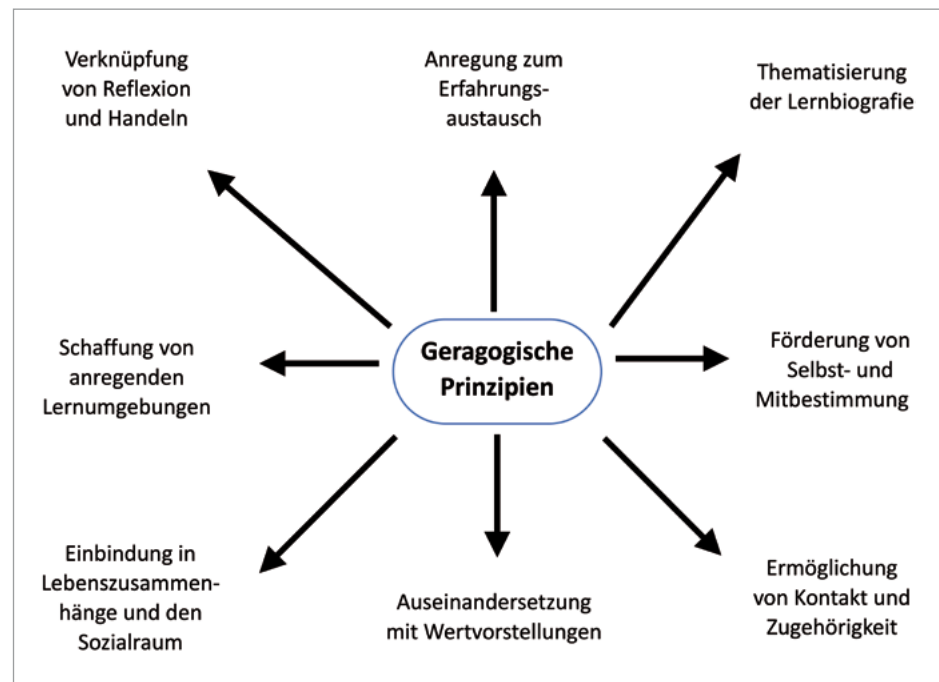 Verknüpfung
von Reflexion
und Handeln
Anregung zum
Erfahrungs-
austausch
Thematisierung
der Lernbiografie
Schaffung von
anregenden
Lernumgebungen
Geragogische
Prinzipien
Förderung von
Selbst- und
Mitbestimmung
Einbindung in
Lebenszusammen-
hänge und den
Sozialraum
Auseinandersetzung
mit Wertvorstellungen
Ermöglichung
von Kontakt und
Zugehörigkeit